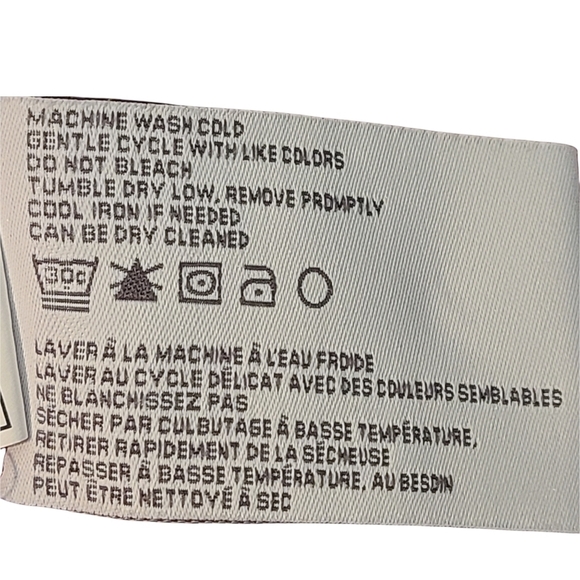 MACHINE WASH COLD
GENTLE CYCLE WITH LIKE COLORS
DO NOT BLEACH
TUMBLE DRY LOW, REMOVE PROMPTLY
COOL IRON IF NEEDED
CAN BE DRY CLEANED
30c
LAVER À LA MACHINE À L'EAU FROIDE
LAVER AU CYCLE DÉLICAT AVEC DES COULEURS SEMBLABLES
NE BLANCHISSEZ PAS
SÉCHER PAR CULBUTAGE À BASSE TEMPÉRATURE,
RETIRER RAPIDEMENT DE LA SÉCHEUSE
REPASSER À BASSE TEMPÉRATURE, AU BESOIN
PEUT ÊTRE NETTOYÉ À SEC